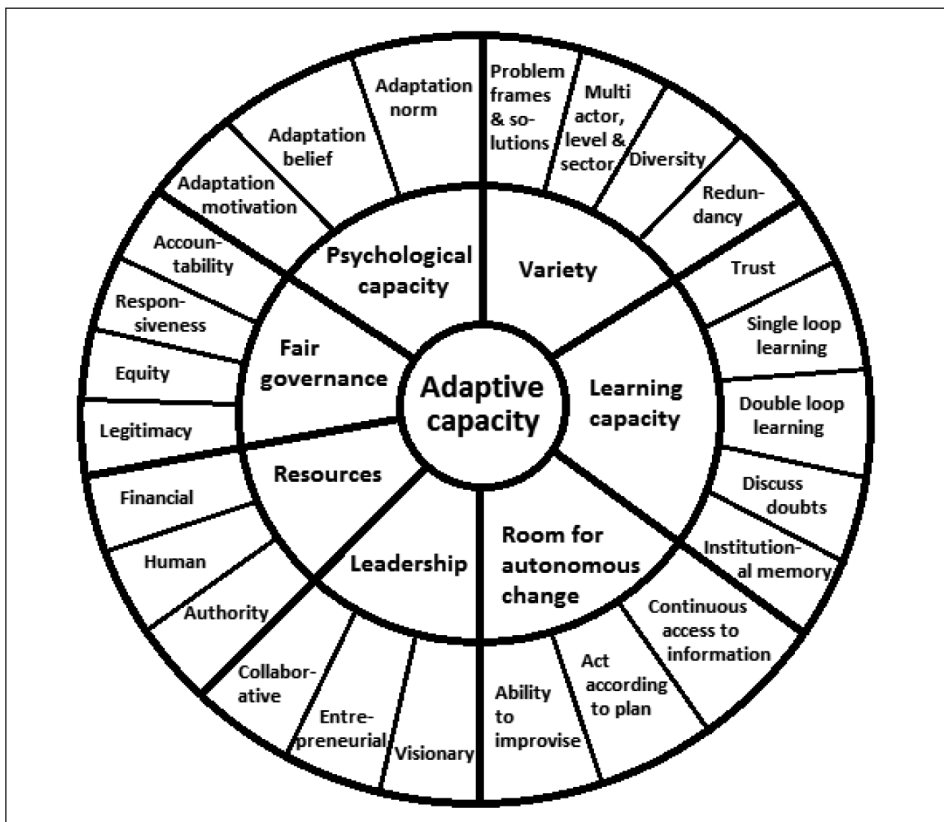 Adaptive
capacity
Variety
Problem
frames
& so-
lutions
Multi
actor,
level &
sector
Diversity
Redun-
dancy
Learning
capacity
Trust
Single loop
learning
Double loop
learning
Discuss
doubts
Institution-
al memory
Room for
autonomous
change
Continuous
access to
information
Act
according
to plan
Ability
to
improvise
Leadership
Visionary
Entre-
preneurial
Collabor-
ative
Resources
Authority
Human
Financial
Fair
governance
Legitimacy
Equity
Respon-
siveness
Accoun-
tability
Psychological
capacity
Adaptation
motivation
Adaptation
belief
Adaptation
norm